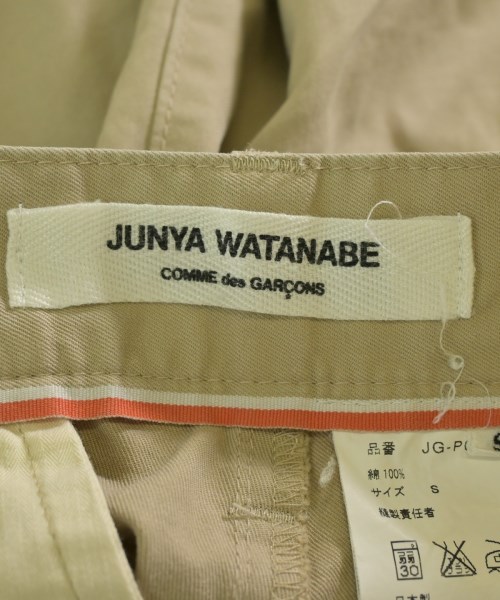 JUNYA WATANABE
COMME des GARÇONS
品番 JG-P
綿 100%
サイズ S
縫製責任者
弱
30
日本製